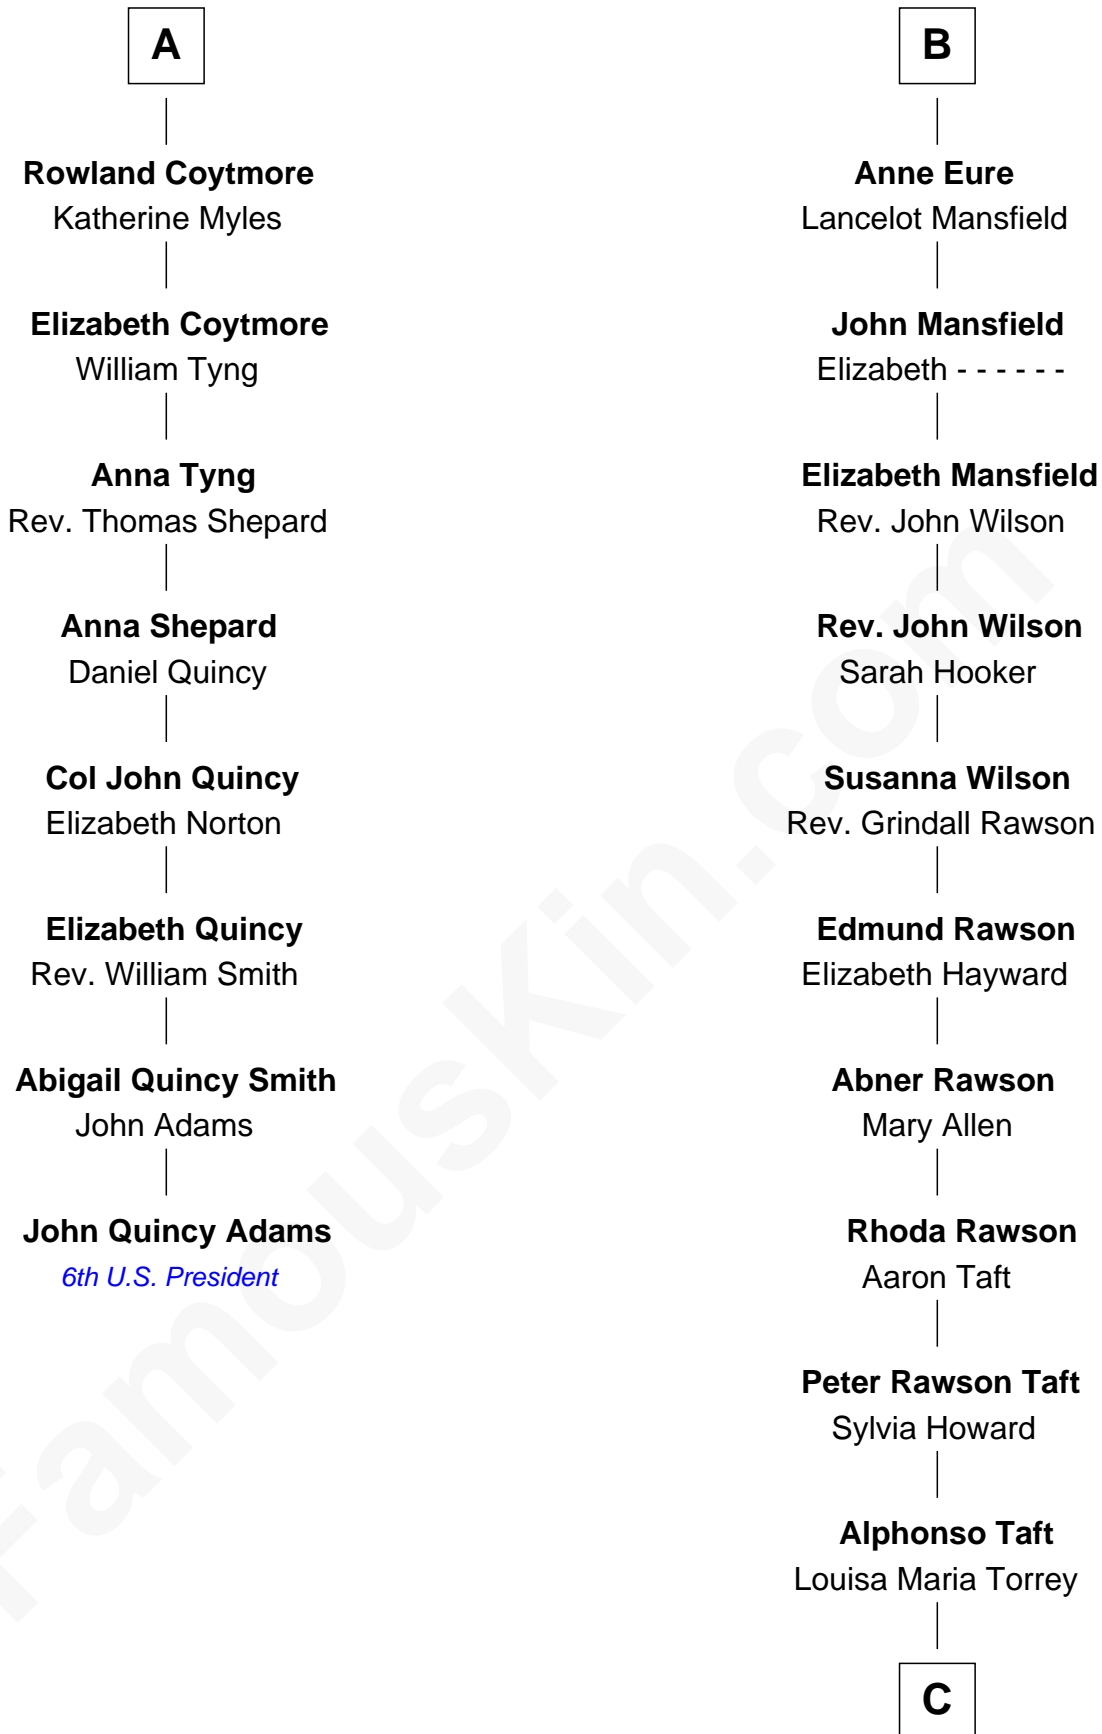 A
Rowland Coytmore
Katherine Myles
Elizabeth Coytmore
William Tyng
Anna Tyng
Rev. Thomas Shepard
Anna Shepard
Daniel Quincy
Col John Quincy
Elizabeth Norton
Elizabeth Quincy
Rev. William Smith
Abigail Quincy Smith
John Adams
John Quincy Adams
6th U.S. President
B
Anne Eure
Lancelot Mansfield
John Mansfield
Elizabeth - - - - - -
Elizabeth Mansfield
Rev. John Wilson
Rev. John Wilson
Sarah Hooker
Susanna Wilson
Rev. Grindall Rawson
Edmund Rawson
Elizabeth Hayward
Abner Rawson
Mary Allen
Rhoda Rawson
Aaron Taft
Peter Rawson Taft
Sylvia Howard
Alphonso Taft
Louisa Maria Torrey
C
FamousKin.com